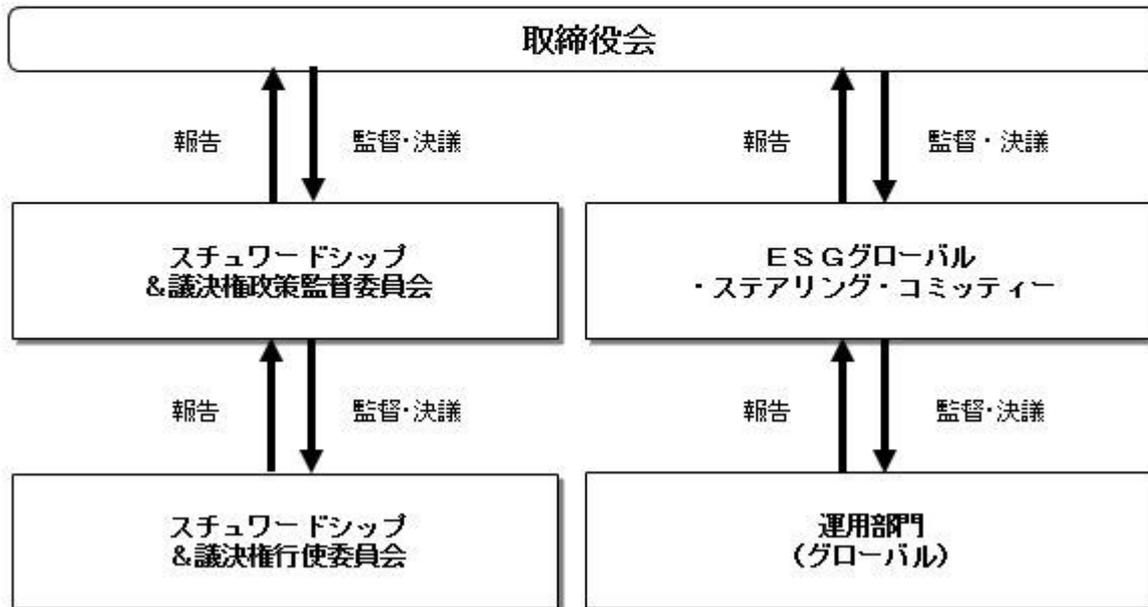 取締役会
報告
監督・決議
報告
監督・決議
スチュワードシップ
&議決権政策監督委員会
ESGグローバル
・ステアリング・コミッティー
報告
監督・決議
報告
監督・決議
スチュワードシップ
&議決権行使委員会
運用部門
(グローバル)